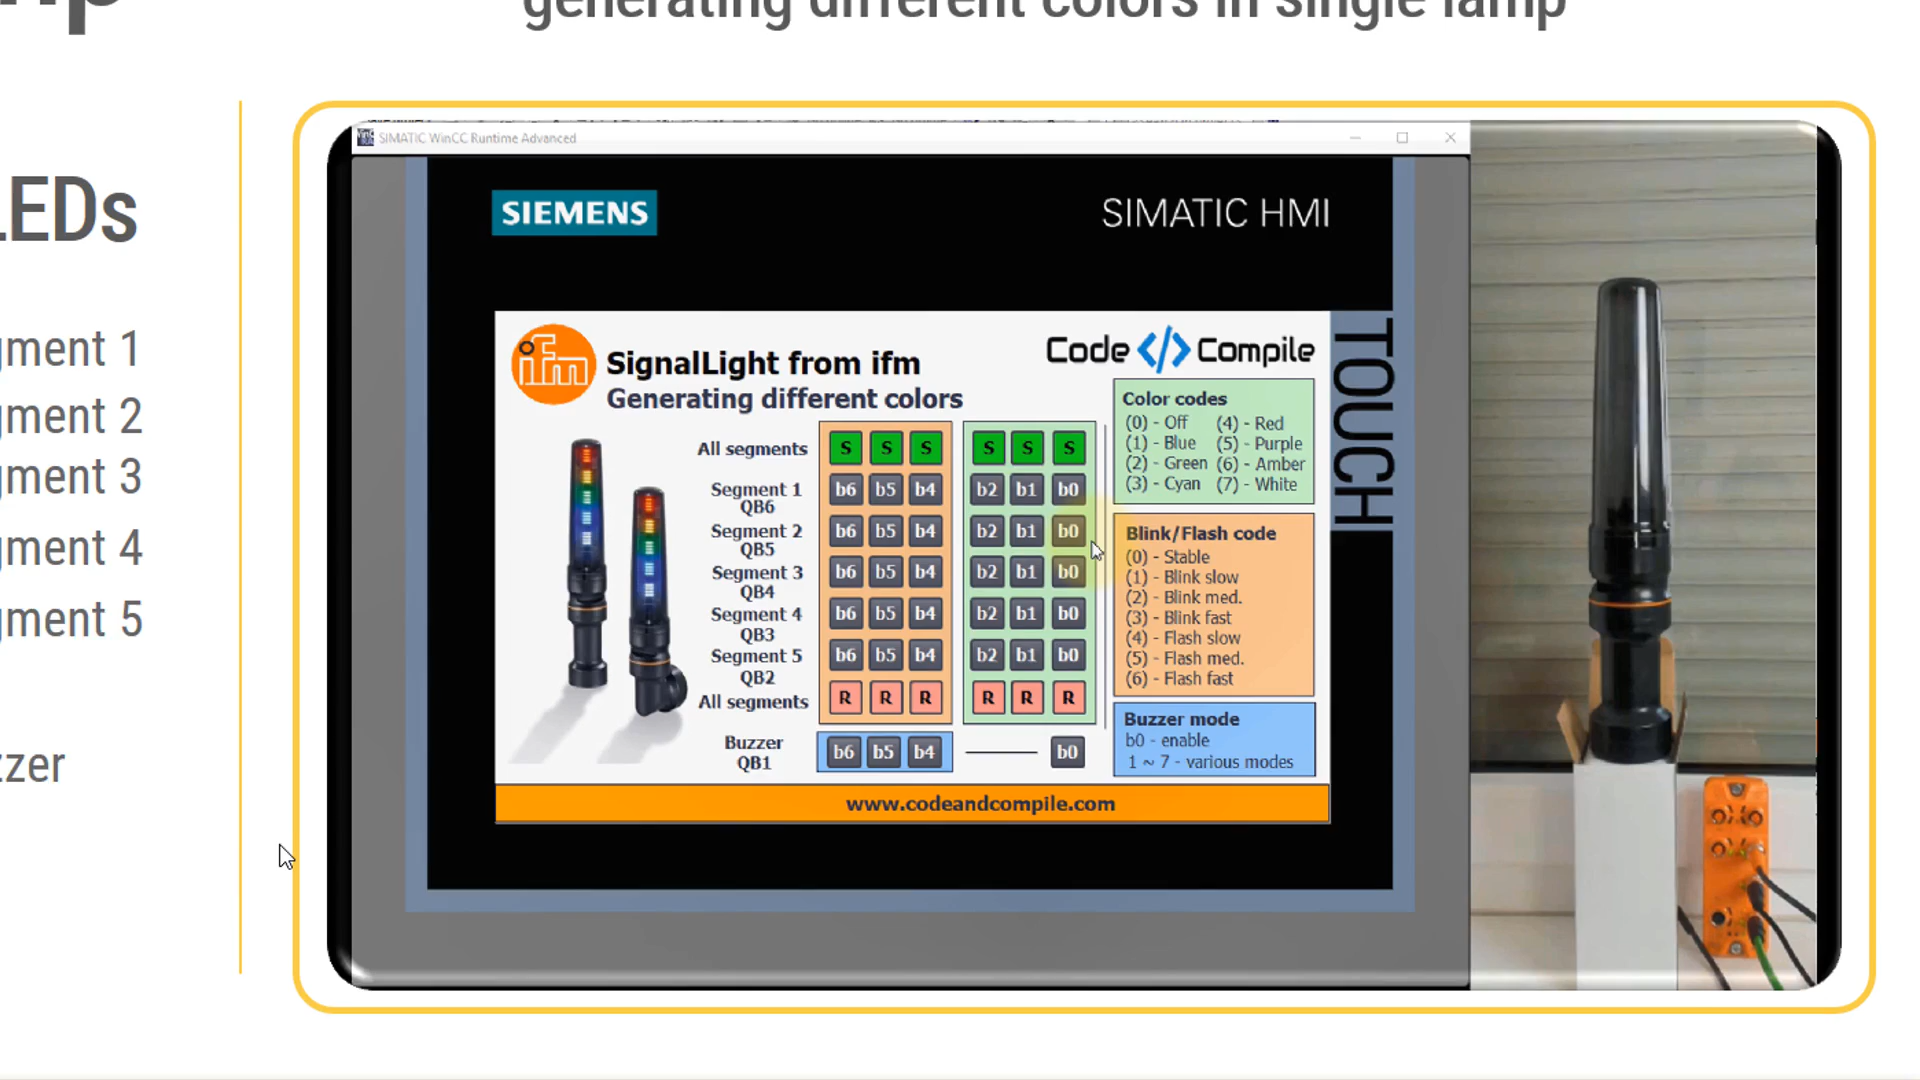 generating different colors in single lamp
LEDs
gment 1
gment 2
gment 3
gment 4
gment 5
zzer
SIMATIC WinCC Runtime Advanced
SIEMENS
SIMATIC HMI
TOUCH
ifm
SignalLight from ifm
Generating different colors
Code </> Compile
All segments S S S S S S
Segment 1 b6 b5 b4 b2 b1 b0
QB6
Segment 2 b6 b5 b4 b2 b1 b0
QB5
Segment 3 b6 b5 b4 b2 b1 b0
QB4
Segment 4 b6 b5 b4 b2 b1 b0
QB3
Segment 5 b6 b5 b4 b2 b1 b0
QB2
All segments R R R R R R
Buzzer b6 b5 b4 b0
QB1
Color codes
(0) - Off (4) - Red
(1) - Blue (5) - Purple
(2) - Green (6) - Amber
(3) - Cyan (7) - White
Blink/Flash code
(0) - Stable
(1) - Blink slow
(2) - Blink med.
(3) - Blink fast
(4) - Flash slow
(5) - Flash med.
(6) - Flash fast
Buzzer mode
b0 - enable
1 ~ 7 - various modes
www.codeandcompile.com